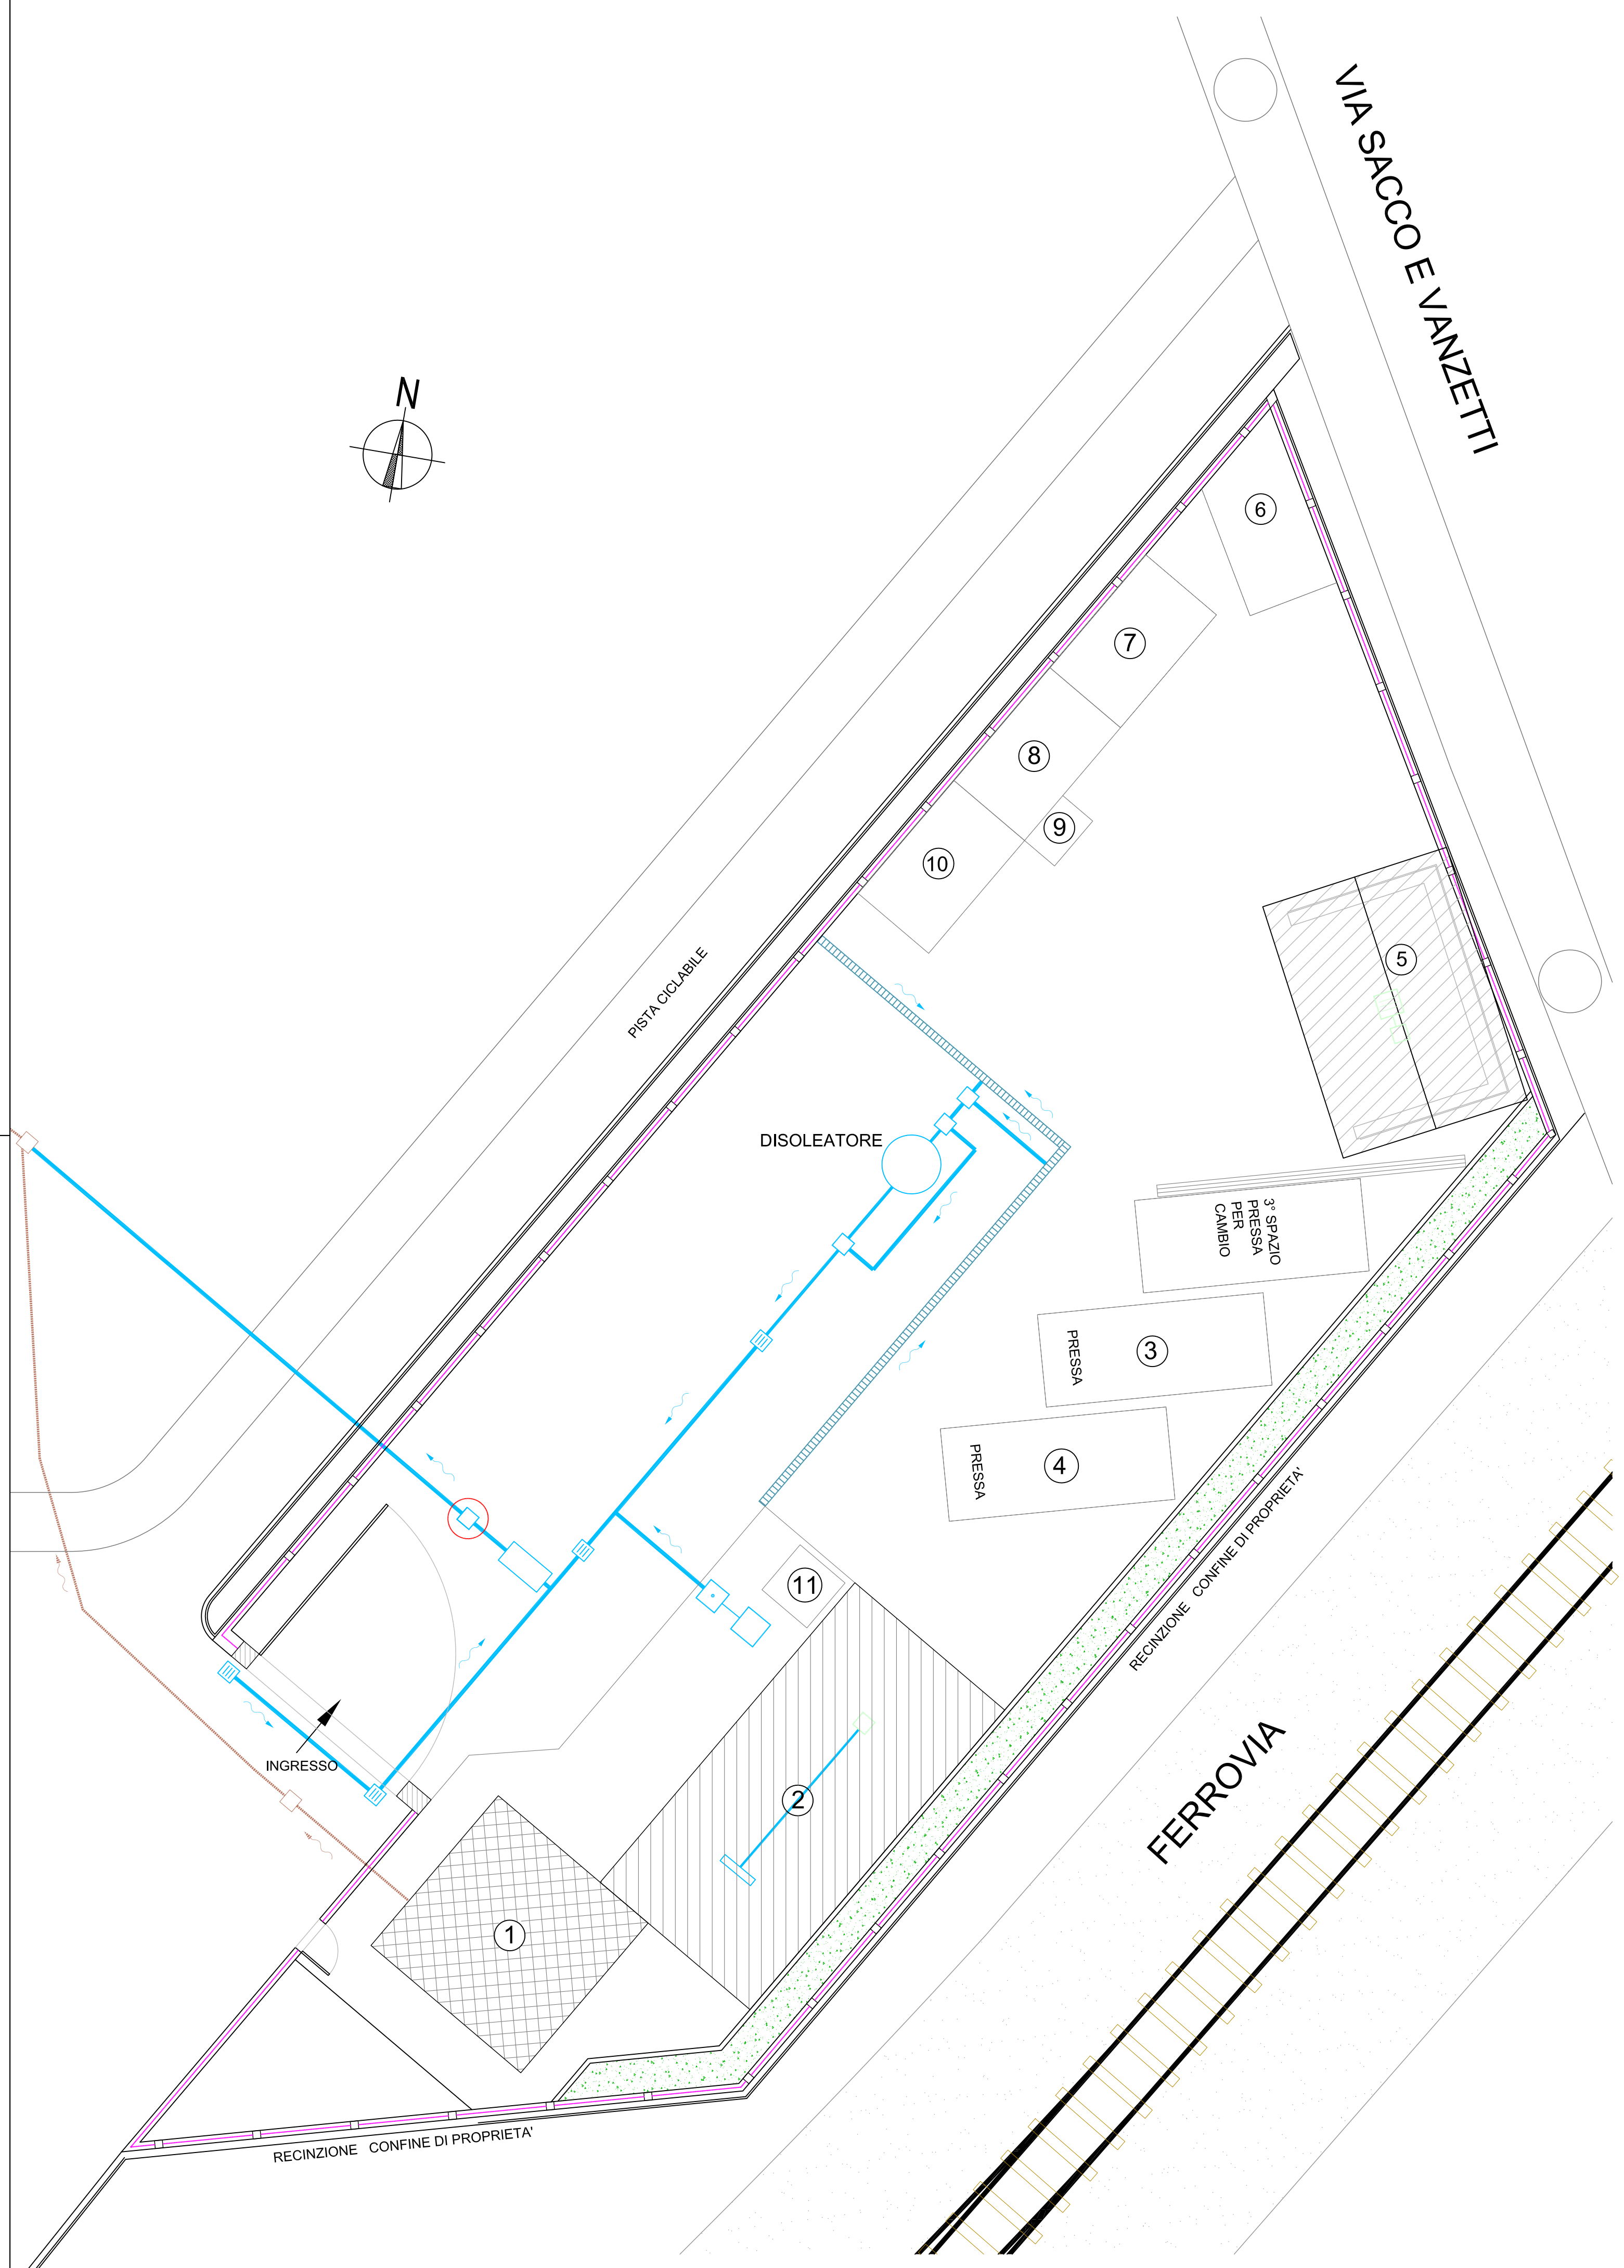 VIA SACCO E VANZETTI
N
6
7
8
9
10
5
PISTA CICLABILE
DISOLEATORE
3° SPAZIO
PRESSA
PER
CAMBIO
PRESSA
3
PRESSA
4
RECINZIONE CONFINE DI PROPRIETA'
11
INGRESSO
2
FERROVIA
1
RECINZIONE CONFINE DI PROPRIETA'